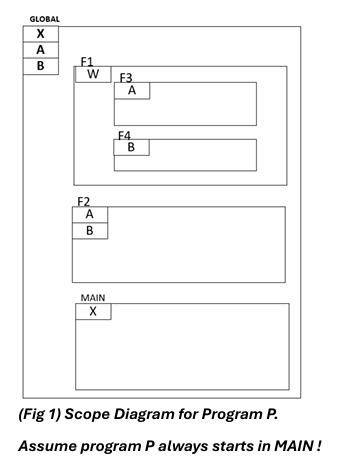 GLOBAL
X
A
B
F1
W
F3
A
F4
B
F2
A
B
MAIN
X
(Fig 1) Scope Diagram for Program P.
Assume program P always starts in MAIN !